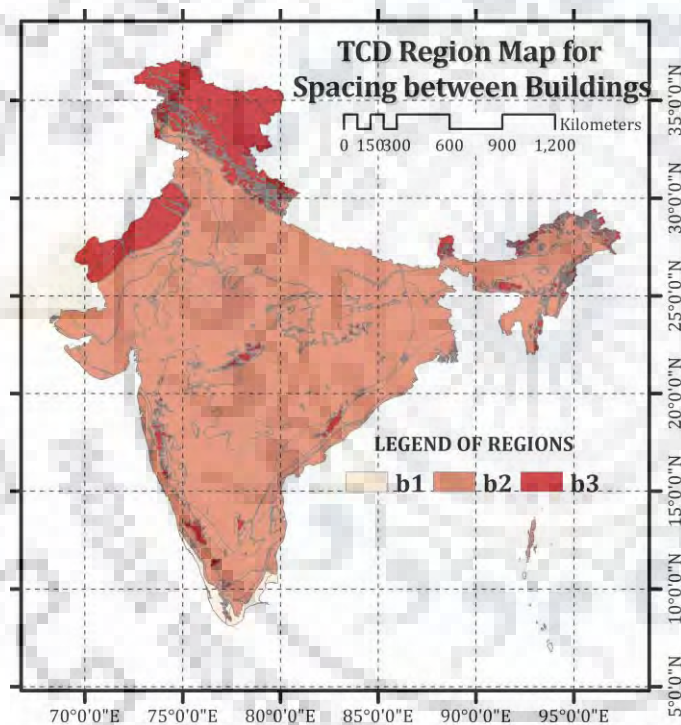 TCD Region Map for
Spacing between Buildings
Kilometers
0 150300 600 900 1,200
35°0'0"N
30°0'0"N
25°0'0"N
20°0'0"N
15°0'0"N
10°0'0"N
5°0'0"N
LEGEND OF REGIONS
b1 b2 b3
70°0'0"E 75°0'0"E 80°0'0"E 85°0'0"E 90°0'0"E 95°0'0"E